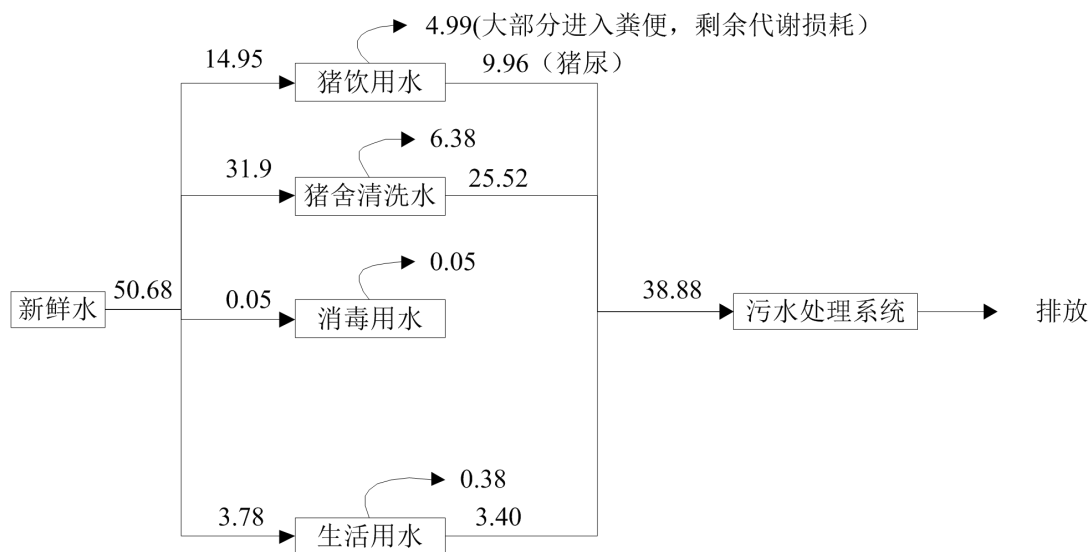 4.99(大部分进入粪便，剩余代谢损耗）
14.95
猪饮用水
9.96（猪尿）
6.38
31.9
猪舍清洗水
25.52
0.05
新鲜水
50.68
0.05
消毒用水
38.88
污水处理系统
排放
0.38
3.78
生活用水
3.40